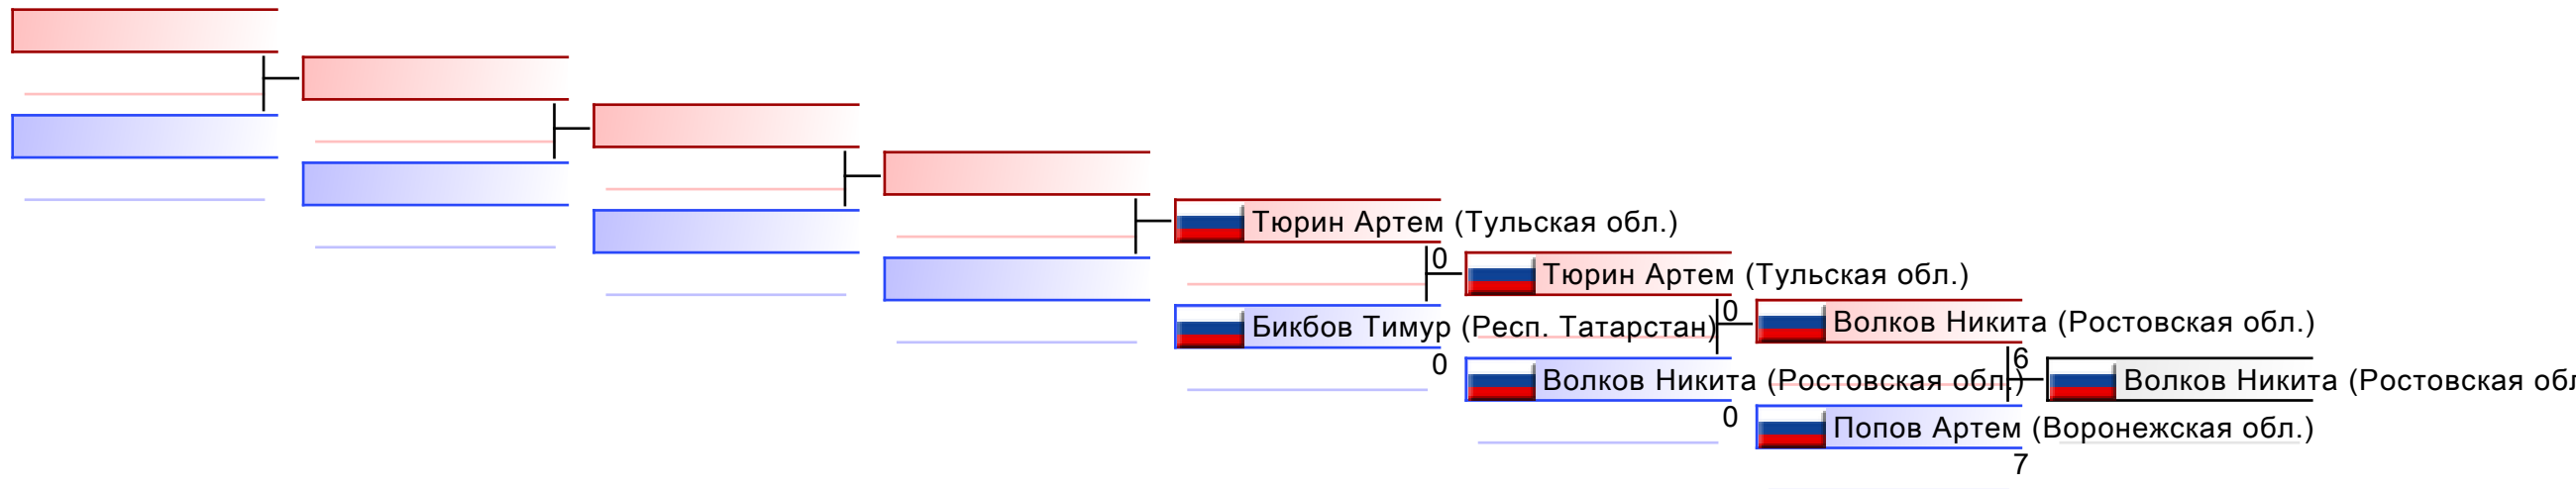 Тюрин Артем (Тульская обл.)
0
Тюрин Артем (Тульская обл.)
0
Бикбов Тимур (Респ. Татарстан)
0
Волков Никита (Ростовская обл.)
6
Волков Никита (Ростовская обл.)
0
Волков Никита (Ростовская обл
Попов Артем (Воронежская обл.)
7